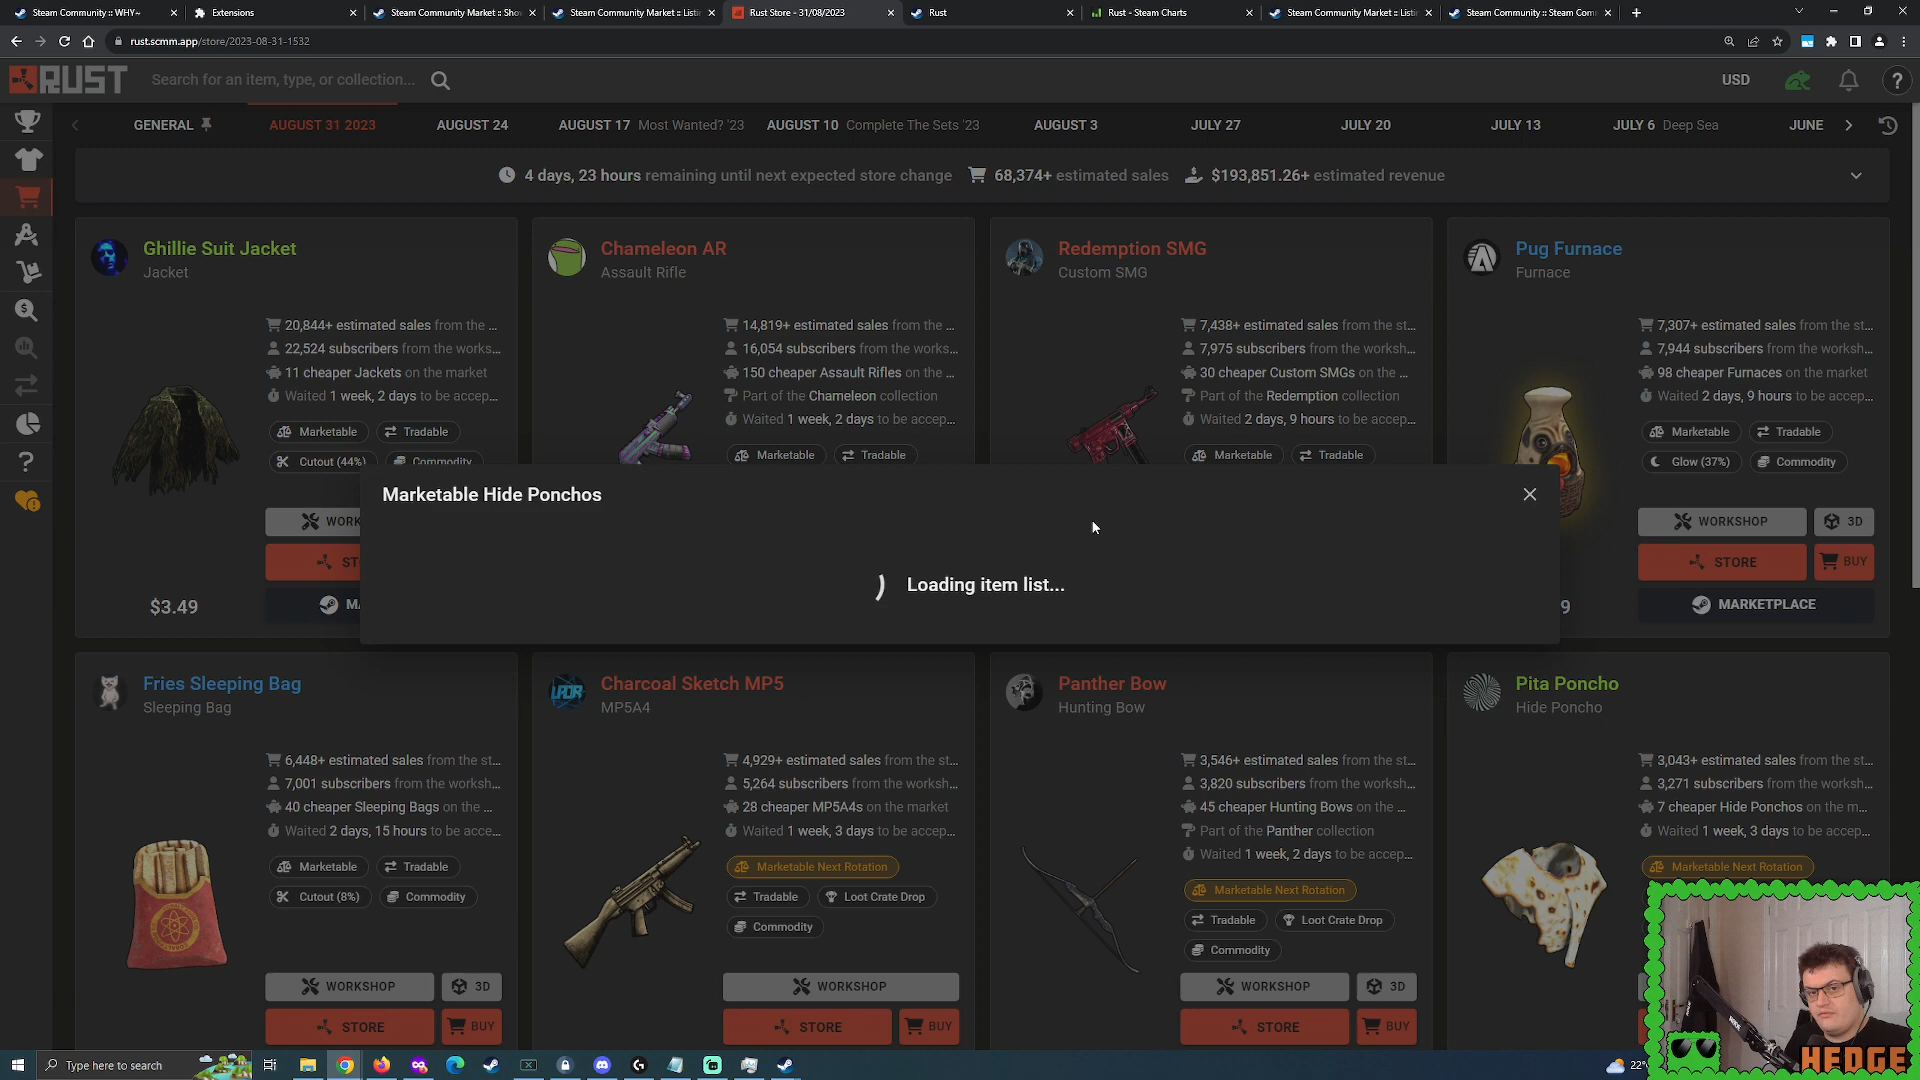 Steam Community :: WHY~
Extensions
Steam Community Market :: Show
Steam Community Market :: Listin
Rust Store - 31/08/2023
Rust
Rust - Steam Charts
Steam Community Market :: Listin
Steam Community :: Steam Com
rust.scmm.app/store/2023-08-31-1532
RUST
Search for an item, type, or collection...
USD
GENERAL
AUGUST 31 2023
AUGUST 24
AUGUST 17 Most Wanted? '23
AUGUST 10 Complete The Sets '23
AUGUST 3
JULY 27
JULY 20
JULY 13
JULY 6 Deep Sea
JUNE
4 days, 23 hours remaining until next expected store change
68,374+ estimated sales
$193,851.26+ estimated revenue
Ghillie Suit Jacket
Jacket
20,844+ estimated sales from the ...
22,524 subscribers from the works...
11 cheaper Jackets on the market
Waited 1 week, 2 days to be accep...
Marketable
Tradable
Cutout (44%)
Commodity
WORK
ST
$3.49
MA
Chameleon AR
Assault Rifle
14,819+ estimated sales from the ...
16,054 subscribers from the works...
150 cheaper Assault Rifles on the ...
Part of the Chameleon collection
Waited 1 week, 2 days to be accep...
Marketable
Tradable
Redemption SMG
Custom SMG
7,438+ estimated sales from the st...
7,975 subscribers from the worksh...
30 cheaper Custom SMGs on the ...
Part of the Redemption collection
Waited 2 days, 9 hours to be accep...
Marketable
Tradable
Pug Furnace
Furnace
7,307+ estimated sales from the st...
7,944 subscribers from the worksh...
98 cheaper Furnaces on the market
Waited 2 days, 9 hours to be accep...
Marketable
Tradable
Glow (37%)
Commodity
WORKSHOP
3D
STORE
BUY
9
MARKETPLACE
Marketable Hide Ponchos
Loading item list...
Fries Sleeping Bag
Sleeping Bag
6,448+ estimated sales from the st...
7,001 subscribers from the worksh...
40 cheaper Sleeping Bags on the ...
Waited 2 days, 15 hours to be acce...
Marketable
Tradable
Cutout (8%)
Commodity
WORKSHOP
3D
STORE
BUY
Charcoal Sketch MP5
MP5A4
4,929+ estimated sales from the st...
5,264 subscribers from the worksh...
28 cheaper MP5A4s on the market
Waited 1 week, 3 days to be accep...
Marketable Next Rotation
Tradable
Loot Crate Drop
Commodity
WORKSHOP
STORE
BUY
Panther Bow
Hunting Bow
3,546+ estimated sales from the st...
3,820 subscribers from the worksh...
45 cheaper Hunting Bows on the ...
Part of the Panther collection
Waited 1 week, 2 days to be accep...
Marketable Next Rotation
Tradable
Loot Crate Drop
Commodity
WORKSHOP
3D
STORE
BUY
Pita Poncho
Hide Poncho
3,043+ estimated sales from the st...
3,271 subscribers from the worksh...
7 cheaper Hide Ponchos on the m...
Waited 1 week, 3 days to be accep...
Marketable Next Rotation
Type here to search
22°
HEDGE